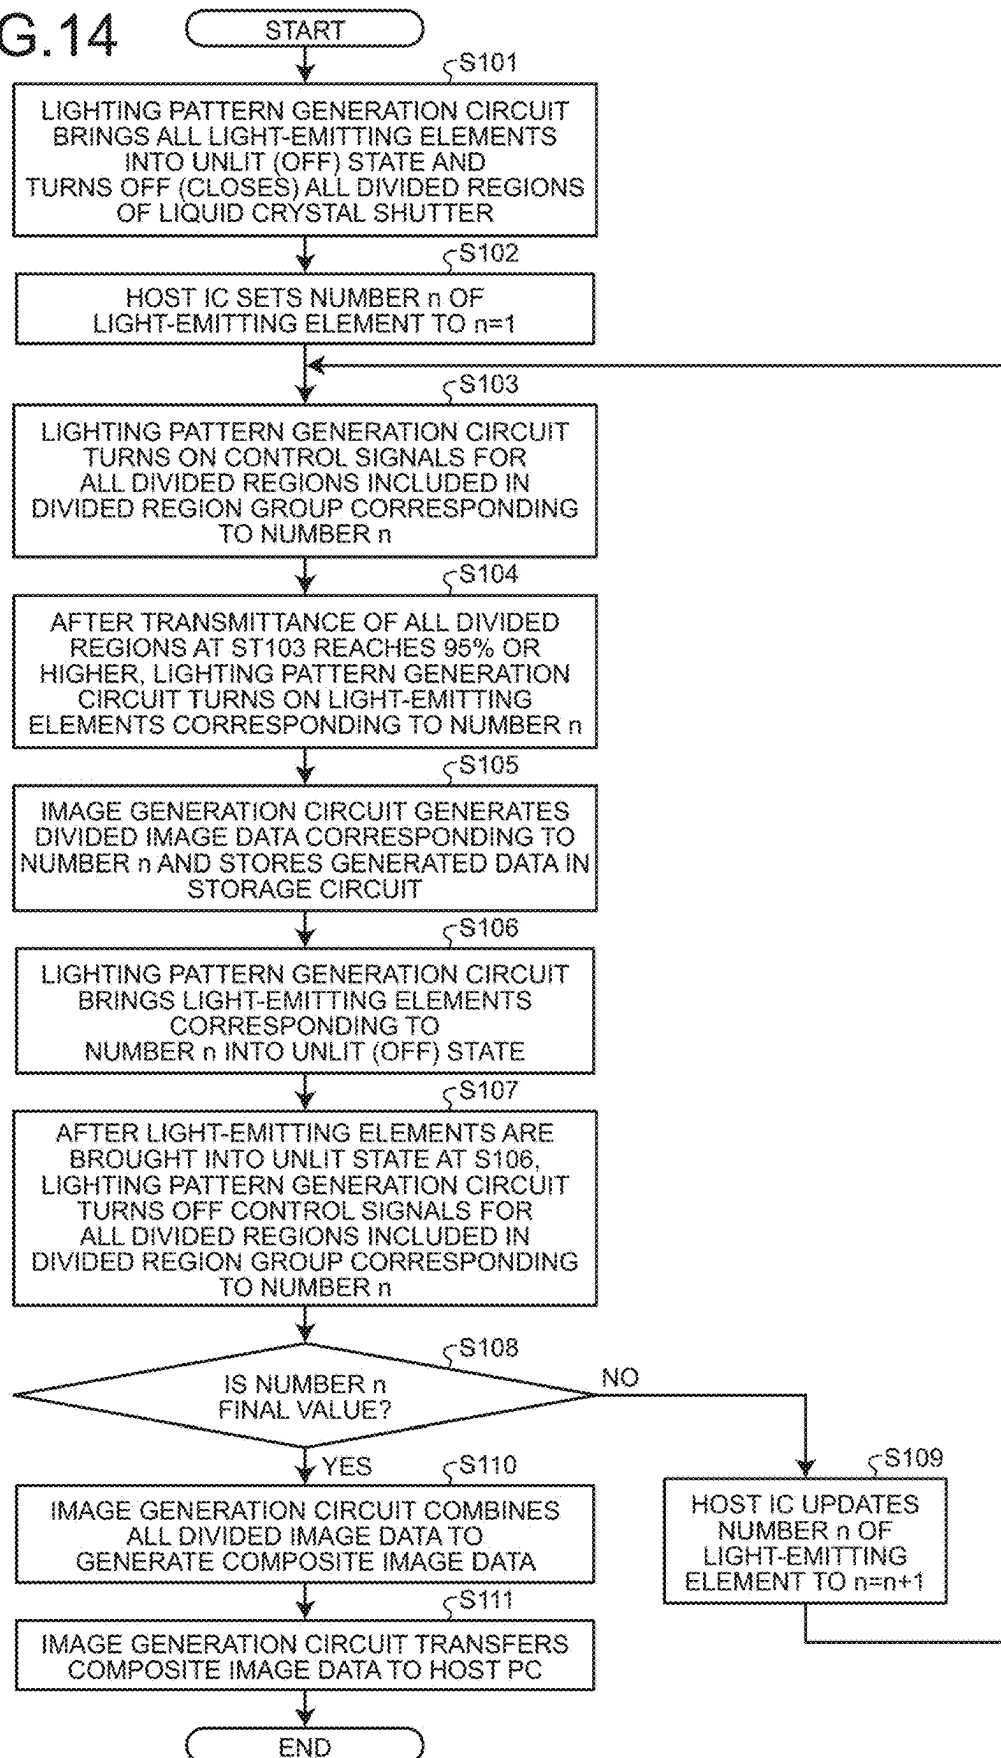 G.14
START
S101
LIGHTING PATTERN GENERATION CIRCUIT
BRINGS ALL LIGHT-EMITTING ELEMENTS
INTO UNLIT (OFF) STATE AND
TURNS OFF (CLOSES) ALL DIVIDED REGIONS
OF LIQUID CRYSTAL SHUTTER
S102
HOST IC SETS NUMBER n OF
LIGHT-EMITTING ELEMENT TO n=1
S103
LIGHTING PATTERN GENERATION CIRCUIT
TURNS ON CONTROL SIGNALS FOR
ALL DIVIDED REGIONS INCLUDED IN
DIVIDED REGION GROUP CORRESPONDING
TO NUMBER n
S104
AFTER TRANSMITTANCE OF ALL DIVIDED
REGIONS AT ST103 REACHES 95% OR
HIGHER, LIGHTING PATTERN GENERATION
CIRCUIT TURNS ON LIGHT-EMITTING
ELEMENTS CORRESPONDING TO NUMBER n
S105
IMAGE GENERATION CIRCUIT GENERATES
DIVIDED IMAGE DATA CORRESPONDING TO
NUMBER n AND STORES GENERATED DATA IN
STORAGE CIRCUIT
S106
LIGHTING PATTERN GENERATION CIRCUIT
BRINGS LIGHT-EMITTING ELEMENTS
CORRESPONDING TO
NUMBER n INTO UNLIT (OFF) STATE
S107
AFTER LIGHT-EMITTING ELEMENTS ARE
BROUGHT INTO UNLIT STATE AT S106,
LIGHTING PATTERN GENERATION CIRCUIT
TURNS OFF CONTROL SIGNALS FOR
ALL DIVIDED REGIONS INCLUDED IN
DIVIDED REGION GROUP CORRESPONDING
TO NUMBER n
S108
IS NUMBER n
FINAL VALUE?
NO
YES
S109
HOST IC UPDATES
NUMBER n OF
LIGHT-EMITTING
ELEMENT TO n=n+1
S110
IMAGE GENERATION CIRCUIT COMBINES
ALL DIVIDED IMAGE DATA TO
GENERATE COMPOSITE IMAGE DATA
S111
IMAGE GENERATION CIRCUIT TRANSFERS
COMPOSITE IMAGE DATA TO HOST PC
END